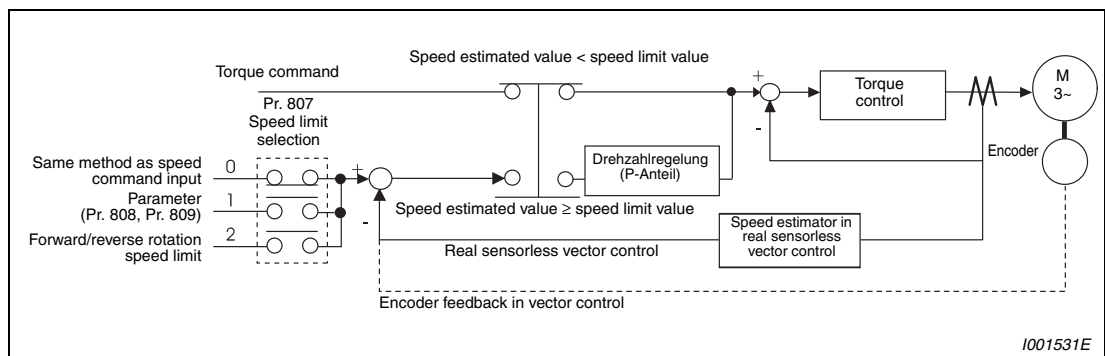 Speed estimated value < speed limit value
Torque command
Pr. 807
Speed limit
selection
+
-
Torque
control
M
3~
Encoder
Same method as speed
command input
0
Parameter
(Pr. 808, Pr. 809)
1
Forward/reverse rotation
speed limit
2
+
-
Drehzahlregelung
(P-Anteil)
Speed estimated value ≥ speed limit value
Speed estimator in
real sensorless
vector control
Real sensorless vector control
Encoder feedback in vector control
I001531E